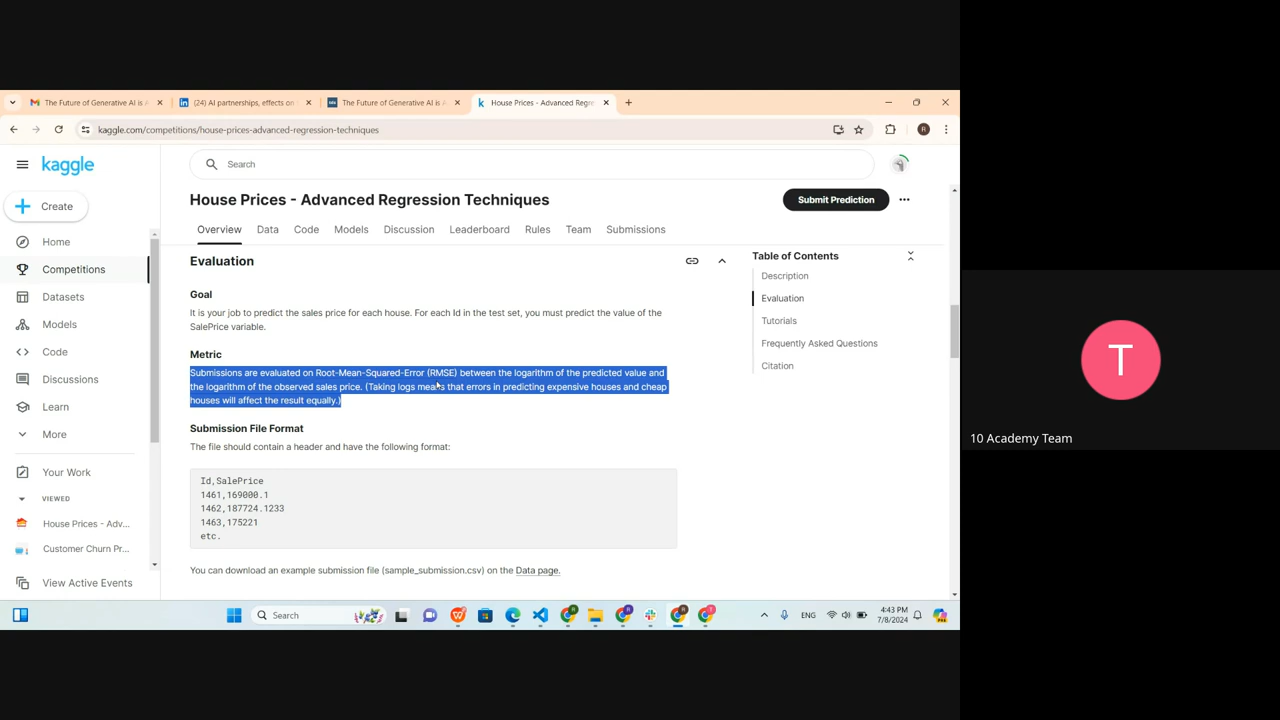 The Future of Generative AI is A
(24) AI partnerships, effects on
The Future of Generative AI is A
House Prices - Advanced Regre
kaggle.com/competitions/house-prices-advanced-regression-techniques
R
kaggle
Search
Create
House Prices - Advanced Regression Techniques
Submit Prediction
Overview
Data
Code
Models
Discussion
Leaderboard
Rules
Team
Submissions
Home
Competitions
Datasets
Models
Code
Discussions
Learn
More
Your Work
VIEWED
House Prices - Adv...
Customer Churn Pr...
View Active Events
Evaluation
Goal
It is your job to predict the sales price for each house. For each Id in the test set, you must predict the value of the
SalePrice variable.
Metric
Submissions are evaluated on Root-Mean-Squared-Error (RMSE) between the logarithm of the predicted value and
the logarithm of the observed sales price. (Taking logs means that errors in predicting expensive houses and cheap
houses will affect the result equally.)
Submission File Format
The file should contain a header and have the following format:
Id,SalePrice
1461,169000.1
1462,187724.1233
1463,175221
etc.
You can download an example submission file (sample_submission.csv) on the Data page.
Table of Contents
Description
Evaluation
Tutorials
Frequently Asked Questions
Citation
Search
ENG
4:43 PM
7/8/2024
T
10 Academy Team